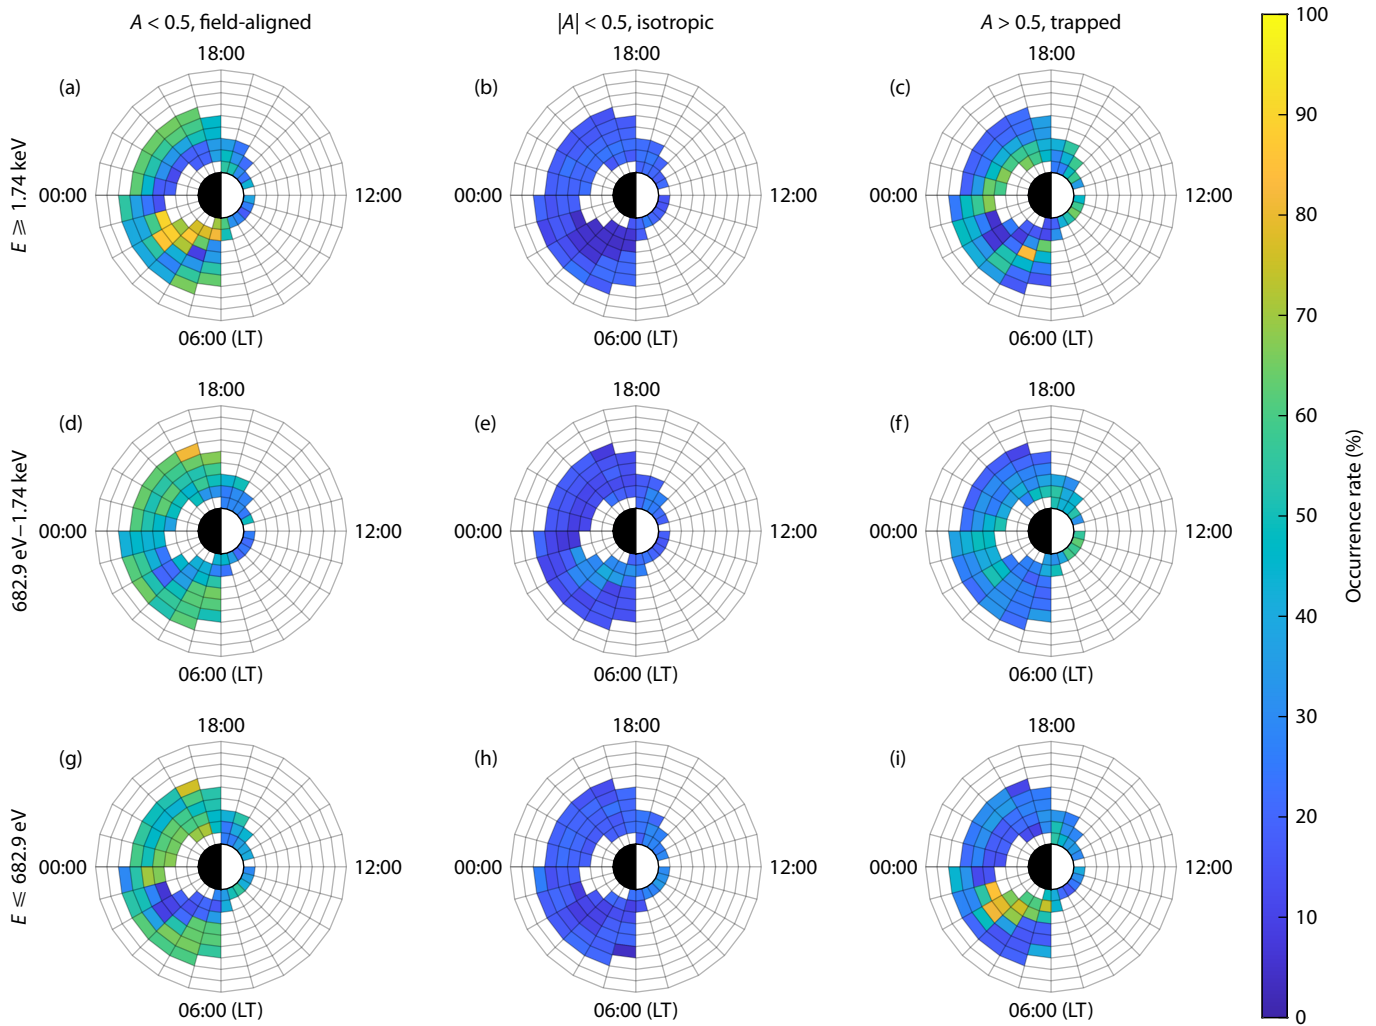 A < 0.5, field-aligned
|A| < 0.5, isotropic
A > 0.5, trapped
E ⩾ 1.74 keV
(a)
18:00
00:00
06:00 (LT)
(b)
18:00
00:00
12:00
06:00 (LT)
(c)
18:00
00:00
12:00
06:00 (LT)
12:00
682.9 eV−1.74 keV
(d)
18:00
00:00
12:00
06:00 (LT)
(e)
18:00
00:00
12:00
06:00 (LT)
(f)
18:00
00:00
12:00
06:00 (LT)
E ⩽ 682.9 eV
(g)
18:00
00:00
12:00
06:00 (LT)
(h)
18:00
00:00
12:00
06:00 (LT)
(i)
18:00
00:00
12:00
06:00 (LT)
100
90
80
70
60
50
40
30
20
10
0
Occurrence rate (%)